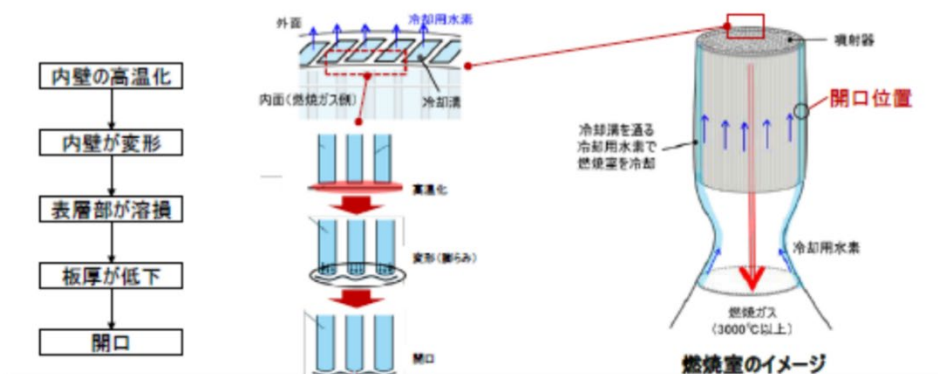 内壁の高温化
内壁が変形
表層部が溶損
板厚が低下
開口
外面
冷却用水素
内面(燃焼ガス側)
冷却溝
高温化
変形(膨らみ)
開口
噴射器
開口位置
冷却溝を通る
冷却用水素で
燃焼室を冷却
冷却用水素
燃焼ガス
(3000℃以上)
燃焼室のイメージ